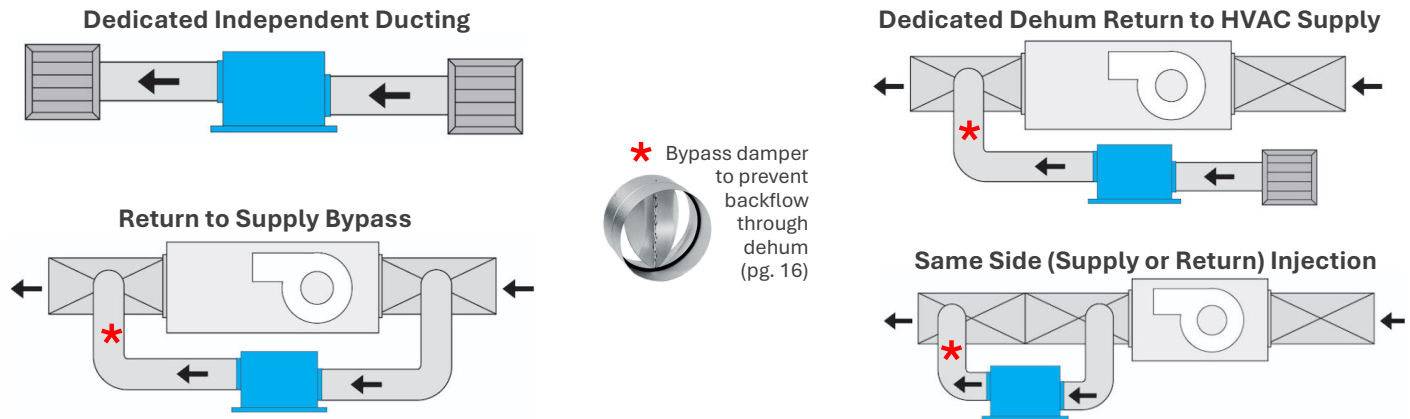 Dedicated Independent Ducting
Dedicated Dehum Return to HVAC Supply
* Bypass damper
to prevent
backflow
through
dehum
(pg. 16)
Return to Supply Bypass
Same Side (Supply or Return) Injection